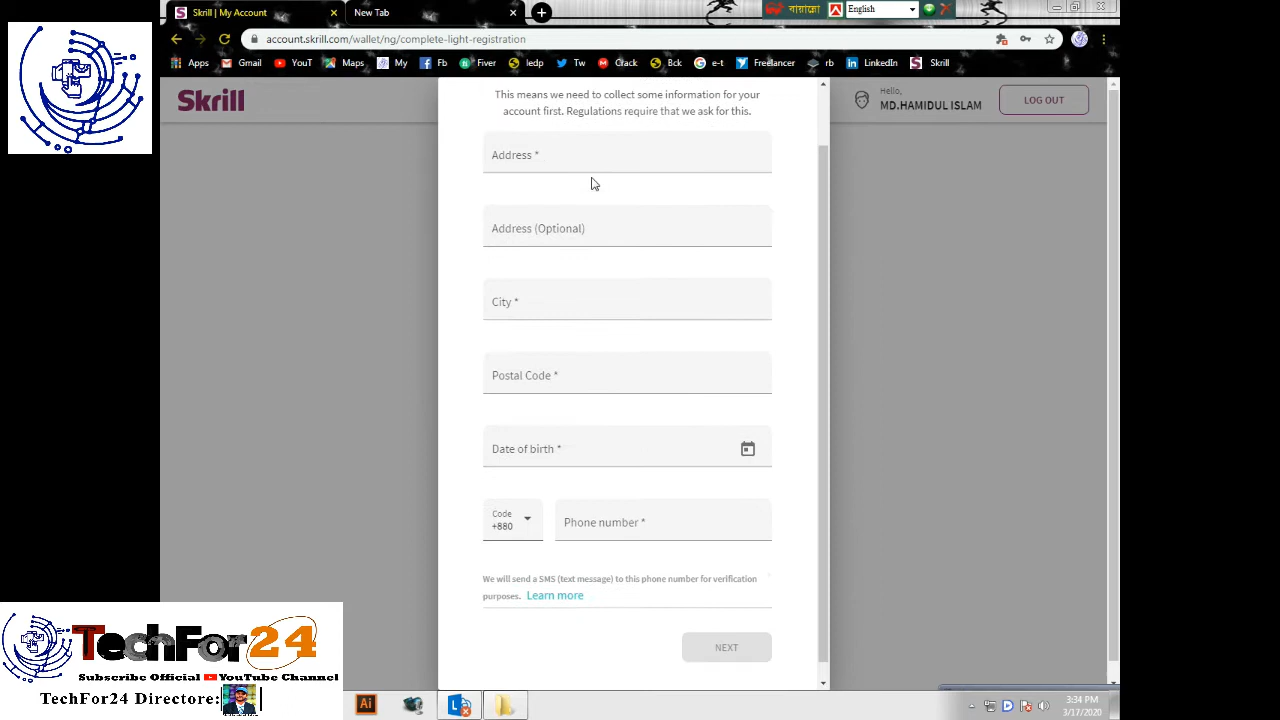 Skrill | My Account
New Tab
বায়ান্নো
English
account.skrill.com/wallet/ng/complete-light-registration
Apps
Gmail
YouT
Maps
My
Fb
Fiver
ledp
Tw
Crack
Bck
e-t
Freelancer
rb
LinkedIn
Skrill
Skrill
Hello,
MD.HAMIDUL ISLAM
LOG OUT
This means we need to collect some information for your
account first. Regulations require that we ask for this.
Address *
Address (Optional)
City *
Postal Code *
Date of birth *
Code
+880
Phone number *
We will send a SMS (text message) to this phone number for verification
purposes. Learn more
NEXT
TechFor24
Subscribe Official YouTube Channel
TechFor24 Directore:
Ai
3:34 PM
3/17/2020